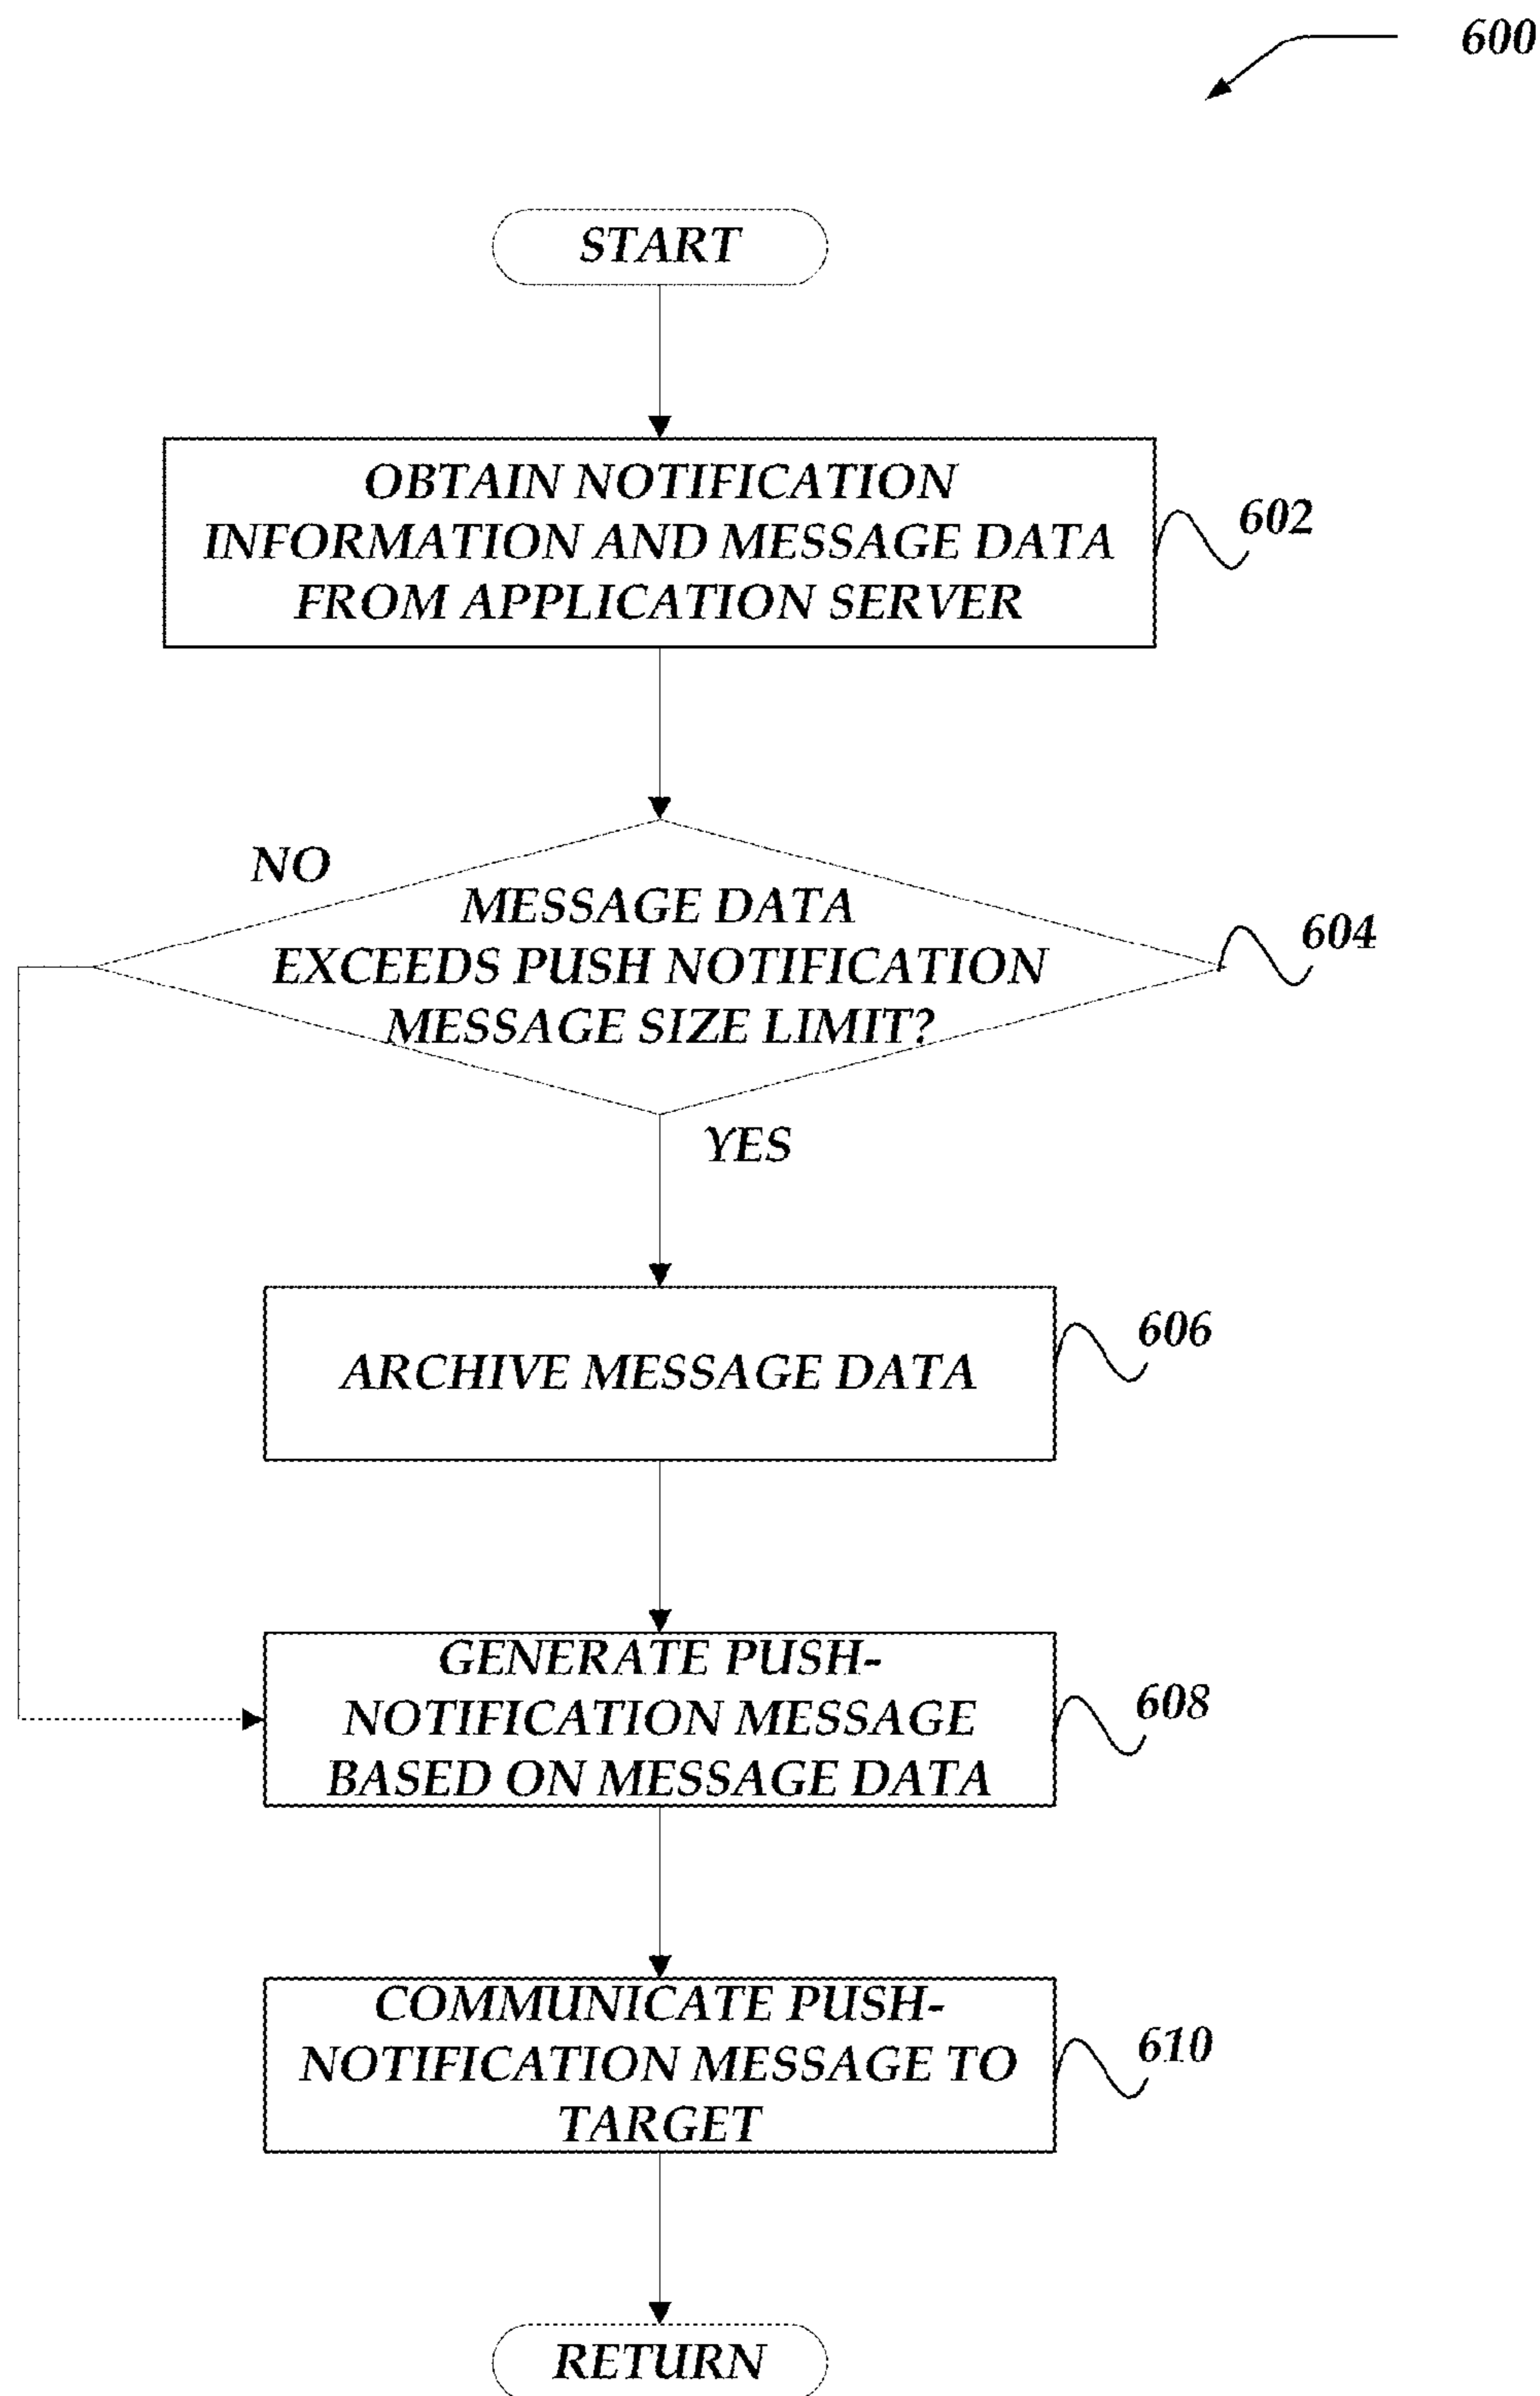 600
START
OBTAIN NOTIFICATION
INFORMATION AND MESSAGE DATA
FROM APPLICATION SERVER
602
NO
MESSAGE DATA
EXCEEDS PUSH NOTIFICATION
MESSAGE SIZE LIMIT?
604
YES
ARCHIVE MESSAGE DATA
606
GENERATE PUSH-
NOTIFICATION MESSAGE
BASED ON MESSAGE DATA
608
COMMUNICATE PUSH-
NOTIFICATION MESSAGE TO
TARGET
610
RETURN